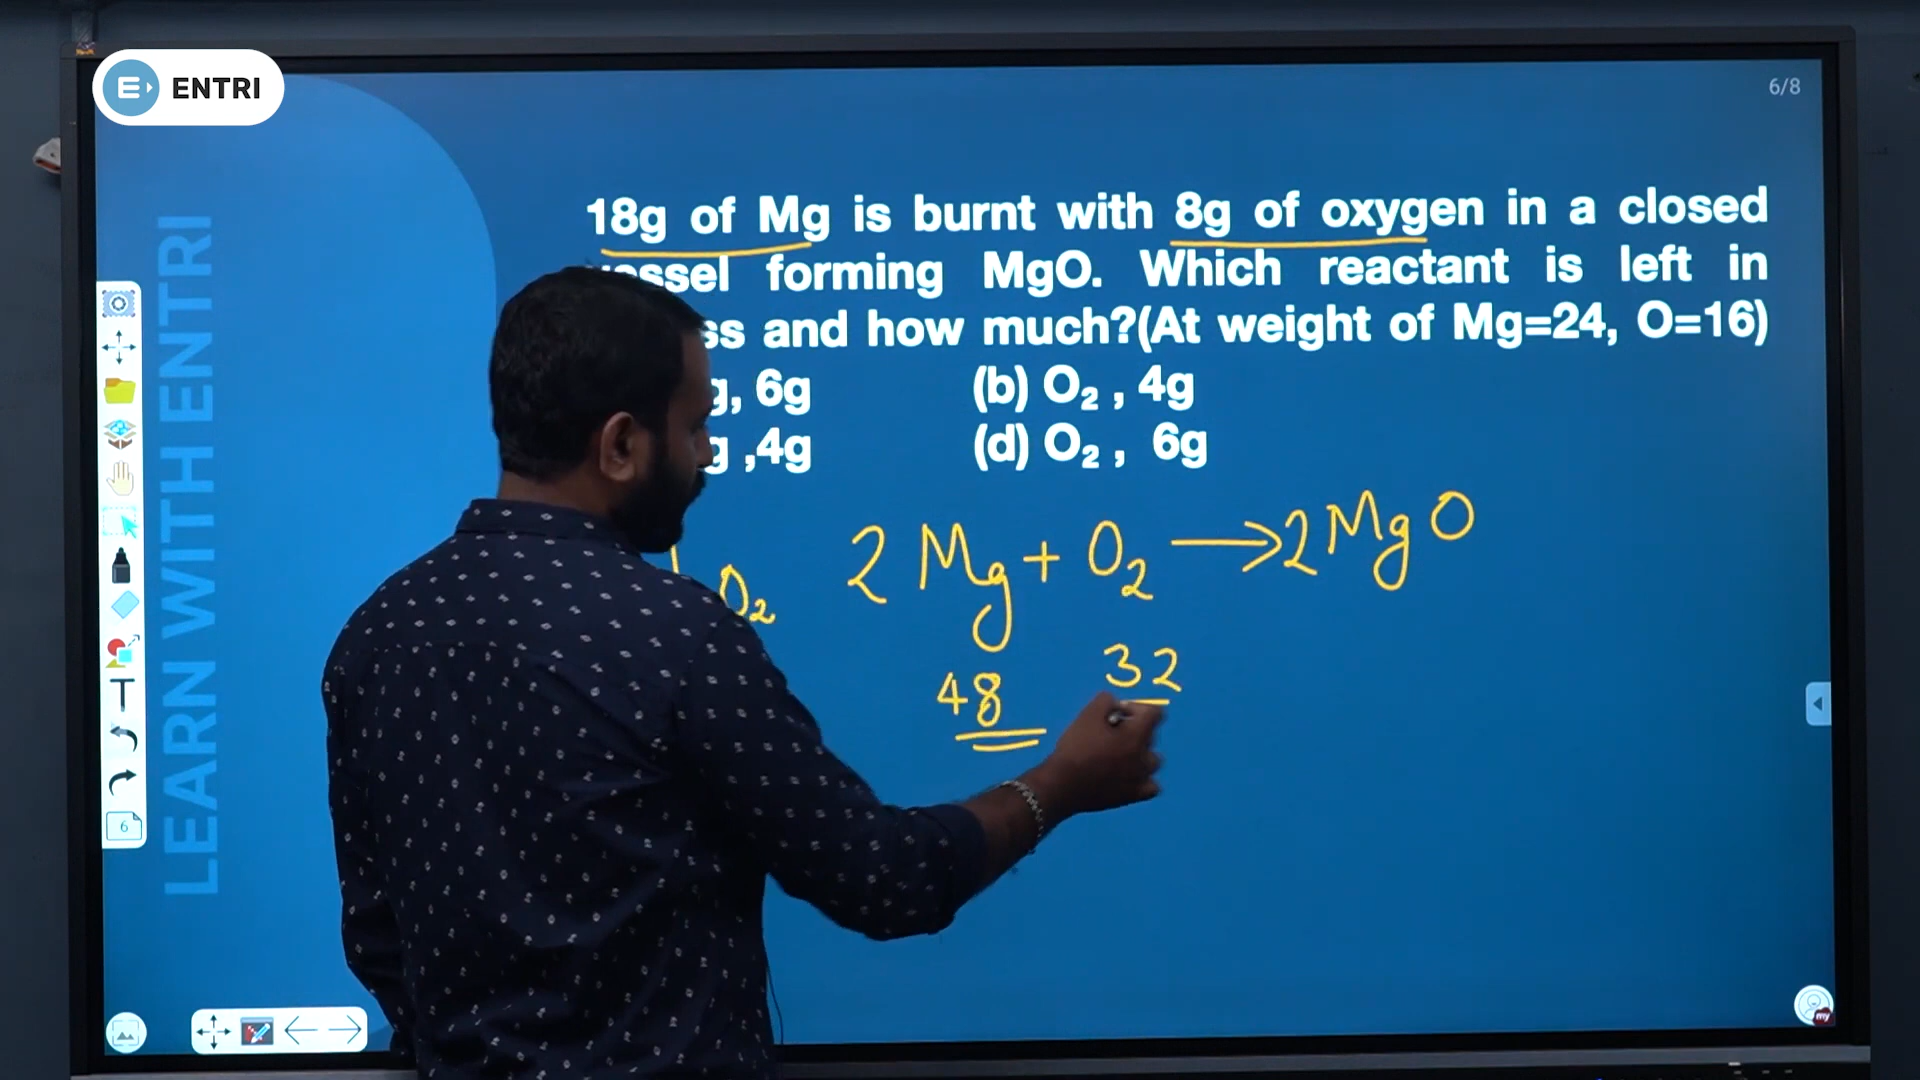 ENTRI
6/8
LEARN WITH ENTRI
18g of Mg is burnt with 8g of oxygen in a closed
forming MgO. Which reactant is left in
and how much?(At weight of Mg=24, O=16)
6g (b) O₂ , 4g
,4g (d) O₂ , 6g
2 Mg + O₂ → 2 MgO
O₂
48 32
T
6
my